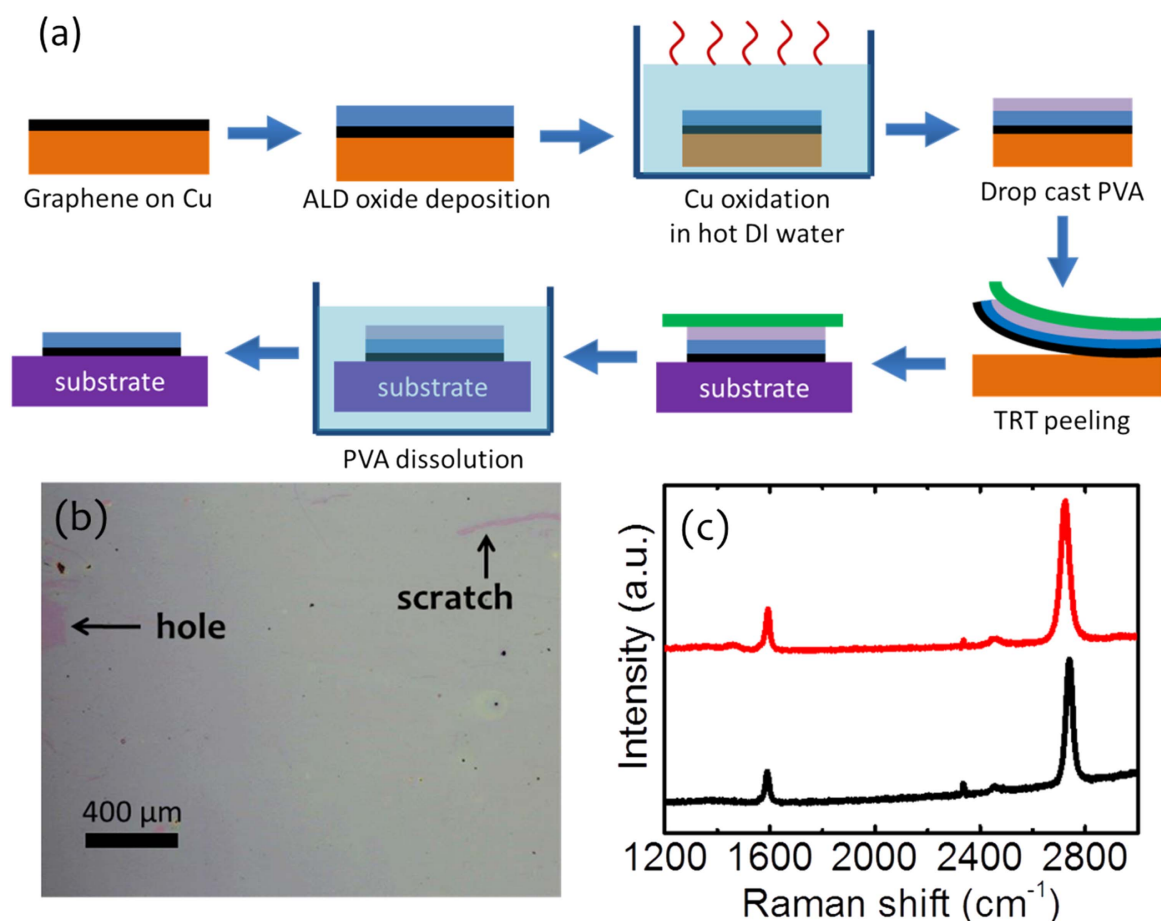 (a)
Graphene on Cu
ALD oxide deposition
Cu oxidation
in hot DI water
Drop cast PVA
substrate
substrate
substrate
PVA dissolution
TRT peeling
(b)
scratch
hole
400 μm
(c)
Intensity (a.u.)
1200 1600 2000 2400 2800
Raman shift (cm⁻¹)